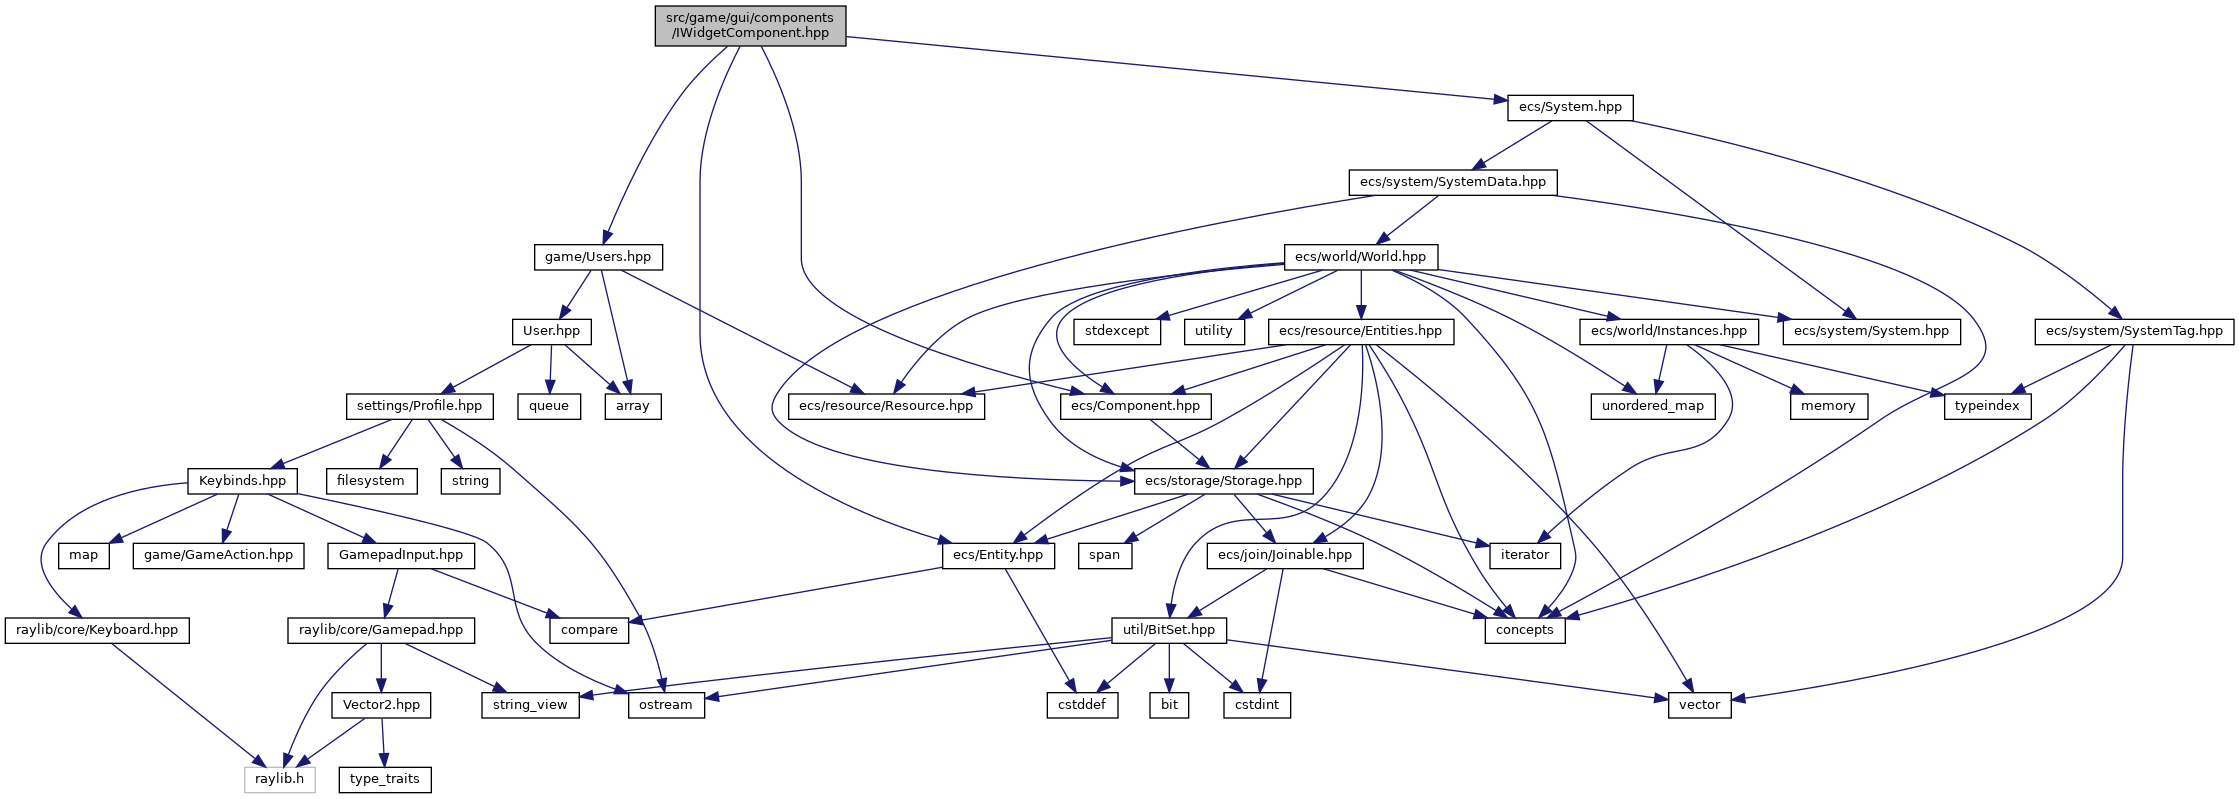 src/game/gui/components
/IWidgetComponent.hpp
ecs/System.hpp
ecs/system/SystemData.hpp
game/Users.hpp
ecs/world/World.hpp
User.hpp
stdexcept
utility
ecs/resource/Entities.hpp
ecs/world/Instances.hpp
ecs/system/System.hpp
ecs/system/SystemTag.hpp
settings/Profile.hpp
queue
array
ecs/resource/Resource.hpp
ecs/Component.hpp
unordered_map
memory
typeindex
Keybinds.hpp
filesystem
string
ecs/storage/Storage.hpp
map
game/GameAction.hpp
GamepadInput.hpp
ecs/Entity.hpp
span
ecs/join/Joinable.hpp
iterator
raylib/core/Keyboard.hpp
raylib/core/Gamepad.hpp
compare
util/BitSet.hpp
concepts
Vector2.hpp
string_view
ostream
cstddef
bit
cstdint
vector
raylib.h
type_traits